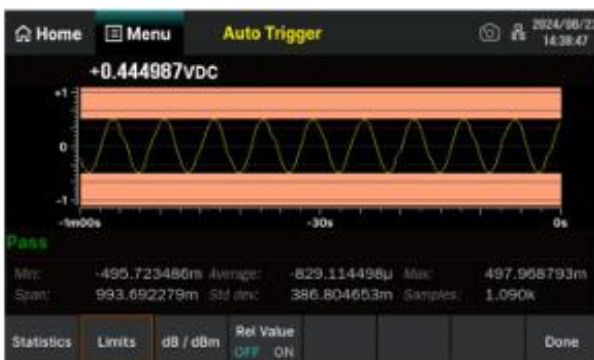 Home Menu Auto Trigger 2024/08/23
14:38:47
+0.444987VDC
+1
0
-1
-1m00s -30s 0s
Pass
Min: -495.723486m Average: -829.114498µ Max: 497.968793m
Span: 993.692279m Std dev: 386.804653m Samples: 1.090k
Statistics Limits dB / dBm Rel Value Done
OFF ON